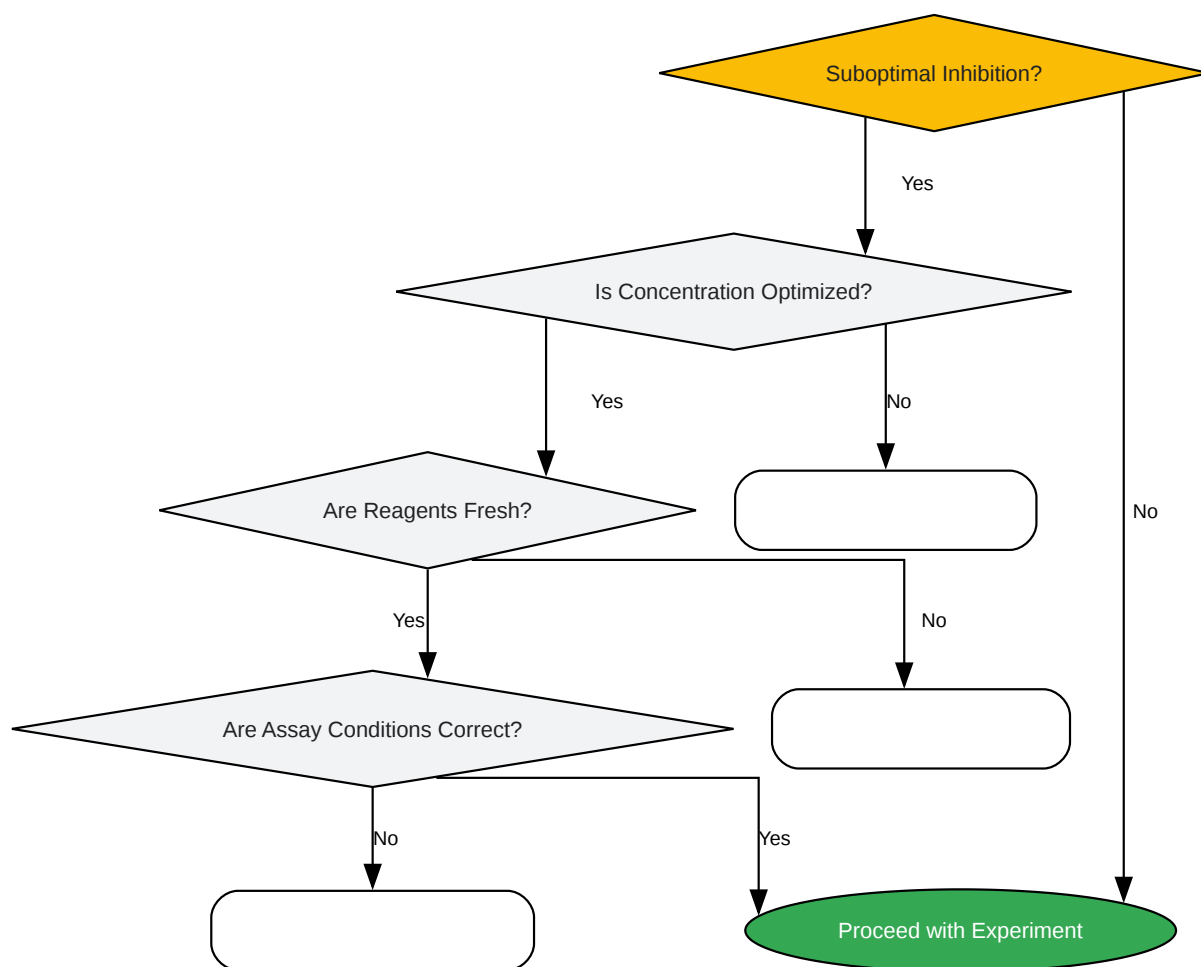 Suboptimal Inhibition?
Yes
Is Concentration Optimized?
Yes
No
Are Reagents Fresh?
No
Yes
No
Are Assay Conditions Correct?
No
Yes
Proceed with Experiment